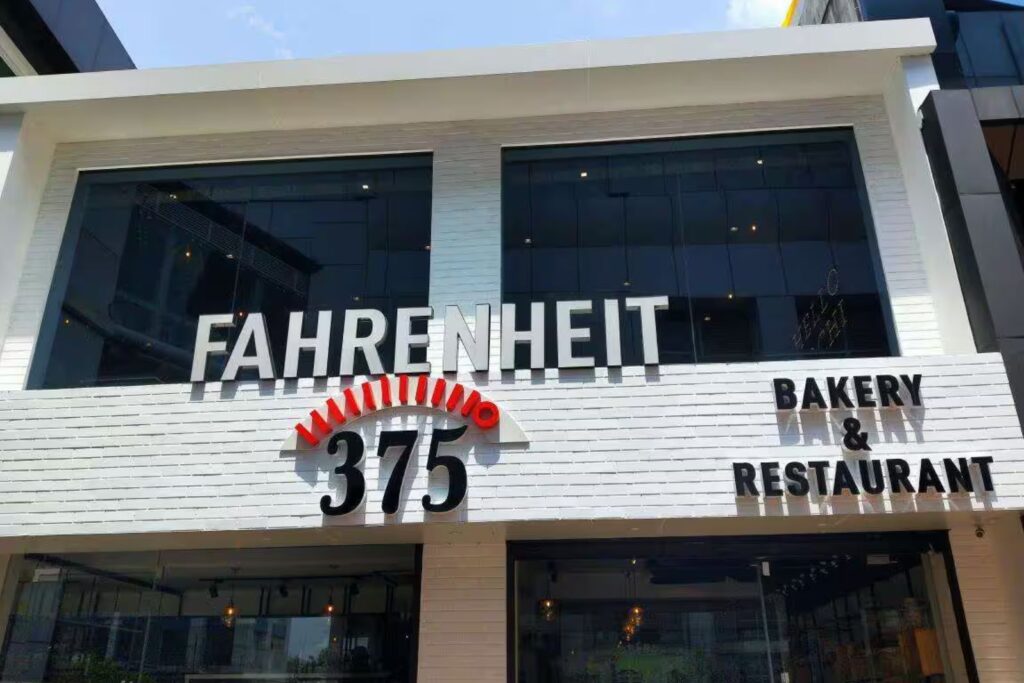 FAHRENHEIT
375
BAKERY
&
RESTAURANT